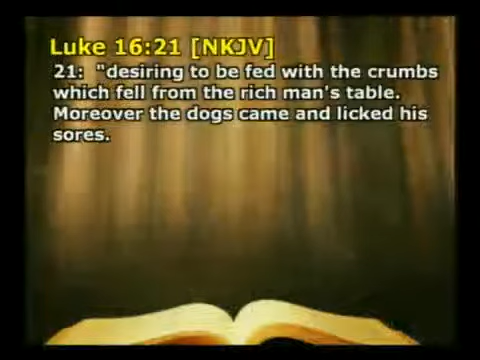 Luke 16:21 [NKJV]
21: "desiring to be fed with the crumbs
which fell from the rich man's table.
Moreover the dogs came and licked his
sores.